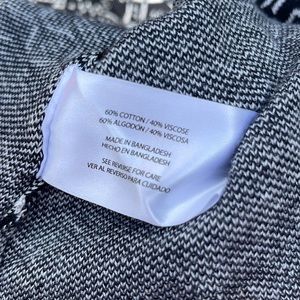 60% COTTON / 40% VISCOSE
60% ALGODÓN / 40% VISCOSA
MADE IN BANGLADESH
HECHO EN BANGLADESH
SEE REVERSE FOR CARE
VER AL REVERSO PARA CUIDADO